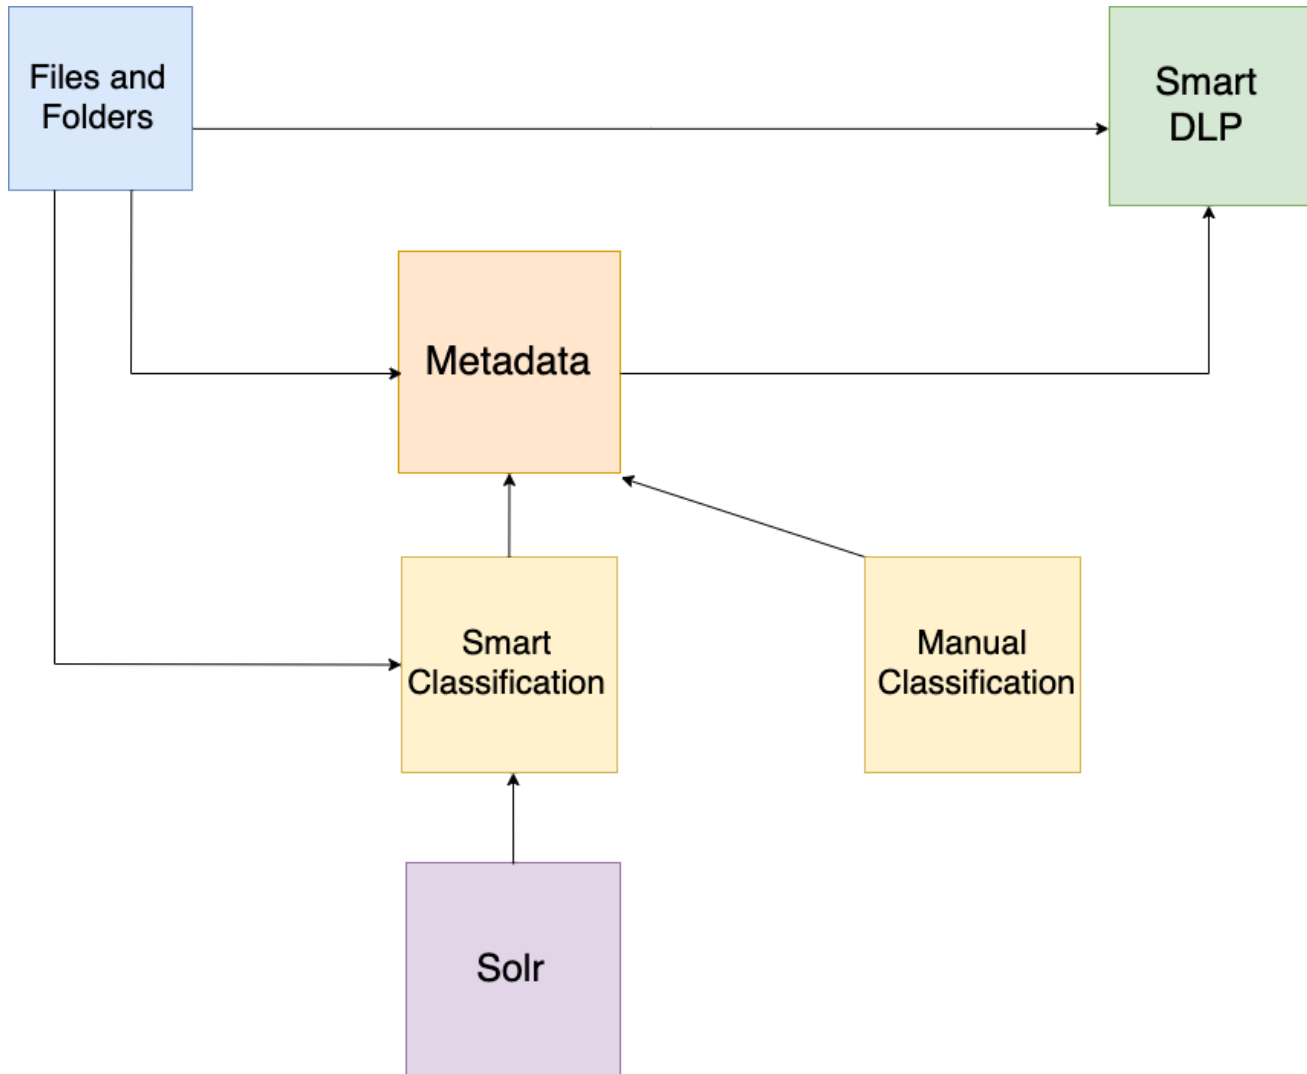 Files and
Folders
Smart
DLP
Metadata
Smart
Classification
Manual
Classification
Solr